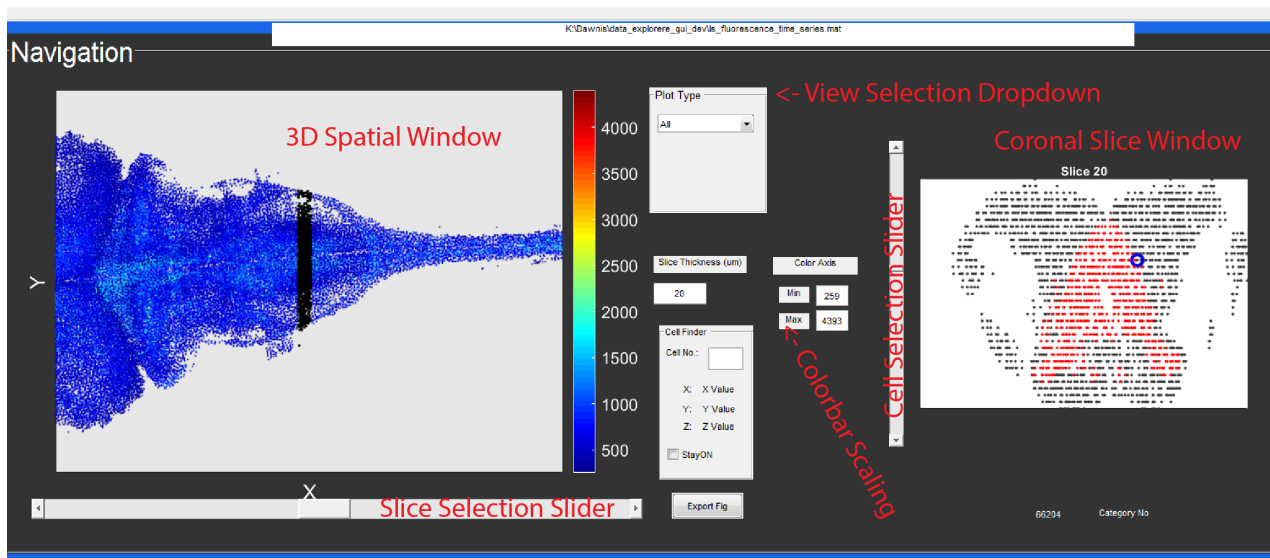 K:\Dawnis\data_explorere_gui_dev\ls_fluorescence_time_series.mat
Navigation
3D Spatial Window
Y
X
4000
3500
3000
2500
2000
1500
1000
500
Slice Selection Slider
Plot Type
All
<- View Selection Dropdown
Slice Thickness (um)
20
Color Axis
Min 259
Max 4393
<- Colorbar Scaling
Cell Finder
Cell No.:
X: X Value
Y: Y Value
Z: Z Value
StayON
Export Fig
Cell Selection Slider
Coronal Slice Window
Slice 20
66204 Category No